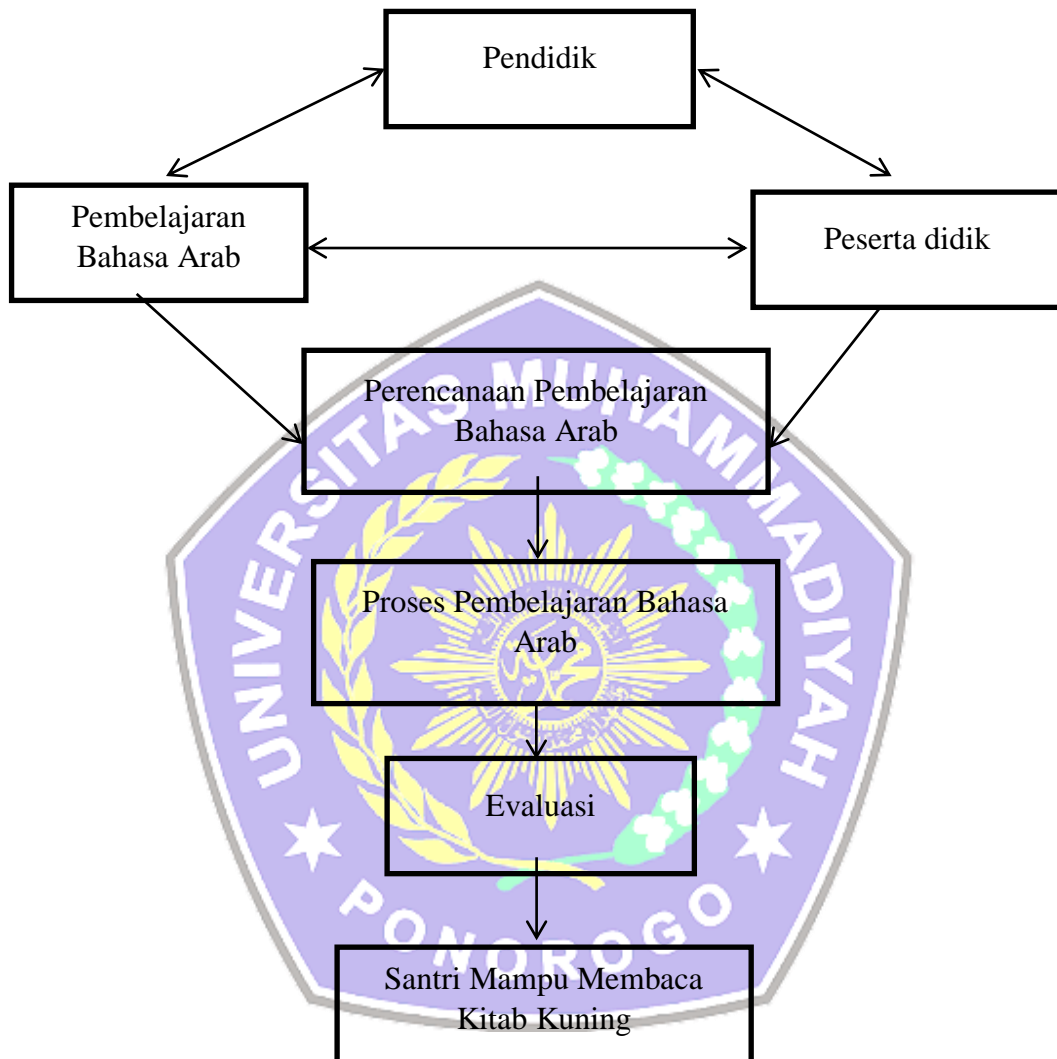 Pendidik
Pembelajaran
Bahasa Arab
Peserta didik
Perencanaan Pembelajaran
Bahasa Arab
Proses Pembelajaran Bahasa
Arab
Evaluasi
Santri Mampu Membaca
Kitab Kuning
UNIVERSITAS MUHAMMADIYAH
PONOROGO